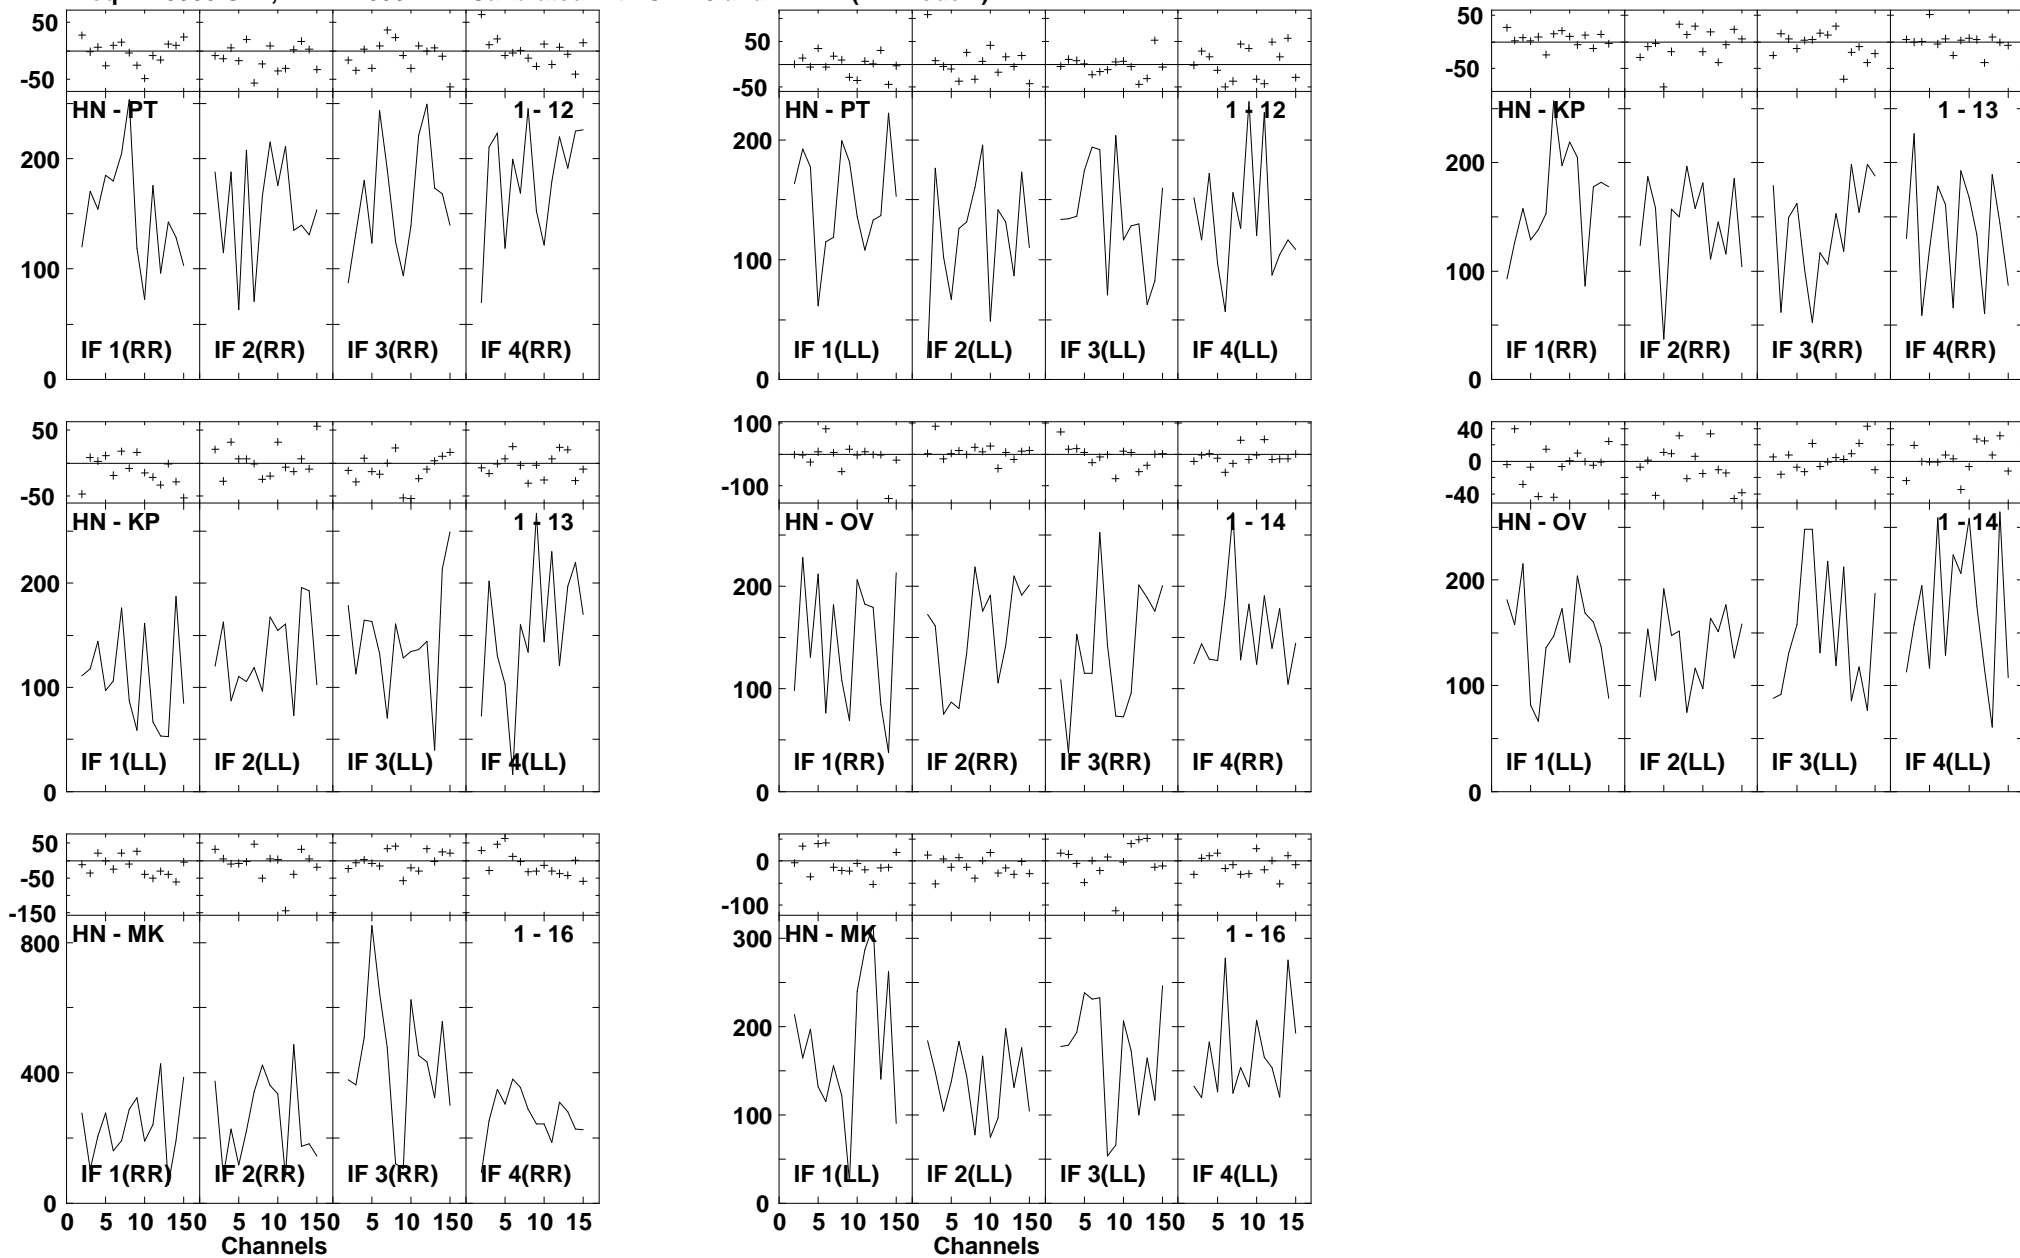 50
-50
HN - PT
1 - 12
200
100
0
IF 1(RR)
IF 2(RR)
IF 3(RR)
IF 4(RR)
50
-50
HN - PT
1 - 12
200
100
0
IF 1(LL)
IF 2(LL)
IF 3(LL)
IF 4(LL)
50
-50
HN - KP
1 - 13
200
100
0
IF 1(RR)
IF 2(RR)
IF 3(RR)
IF 4(RR)
50
-50
HN - KP
1 - 13
200
100
0
IF 1(LL)
IF 2(LL)
IF 3(LL)
IF 4(LL)
100
-100
HN - OV
1 - 14
200
100
0
IF 1(RR)
IF 2(RR)
IF 3(RR)
IF 4(RR)
40
0
-40
HN - OV
1 - 14
200
100
0
IF 1(LL)
IF 2(LL)
IF 3(LL)
IF 4(LL)
50
-50
-150
HN - MK
1 - 16
800
400
0
IF 1(RR)
IF 2(RR)
IF 3(RR)
IF 4(RR)
0 5 10 150 5 10 150 5 10 150 5 10 15
Channels
0
-100
HN - MK
1 - 16
300
200
100
0
IF 1(LL)
IF 2(LL)
IF 3(LL)
IF 4(LL)
0 5 10 150 5 10 150 5 10 150 5 10 15
Channels